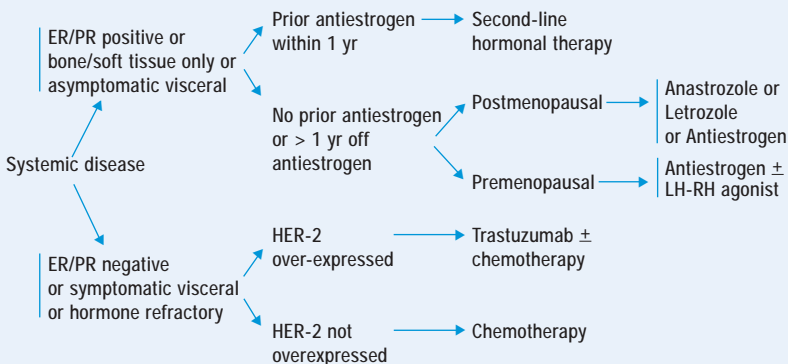 ER/PR positive or
bone/soft tissue only or
asymptomatic visceral
Prior antiestrogen
within 1 yr
Second-line
hormonal therapy
No prior antiestrogen
or > 1 yr off
antiestrogen
Postmenopausal
Anastrozole or
Letrozole
or Antiestrogen
Premenopausal
Antiestrogen ±
LH-RH agonist
Systemic disease
ER/PR negative
or symptomatic visceral
or hormone refractory
HER-2
over-expressed
Trastuzumab ±
chemotherapy
HER-2 not
overexpressed
Chemotherapy